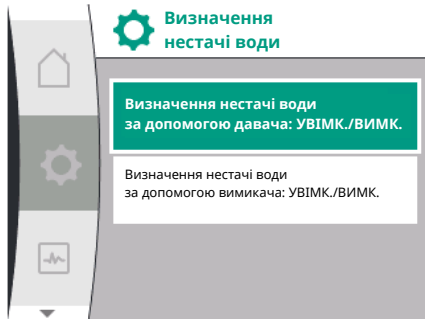 Визначення
нестачі води
Визначення нестачі води
за допомогою давача: УВІМК./ВИМК.
Визначення нестачі води
за допомогою вимикача: УВІМК./ВИМК.